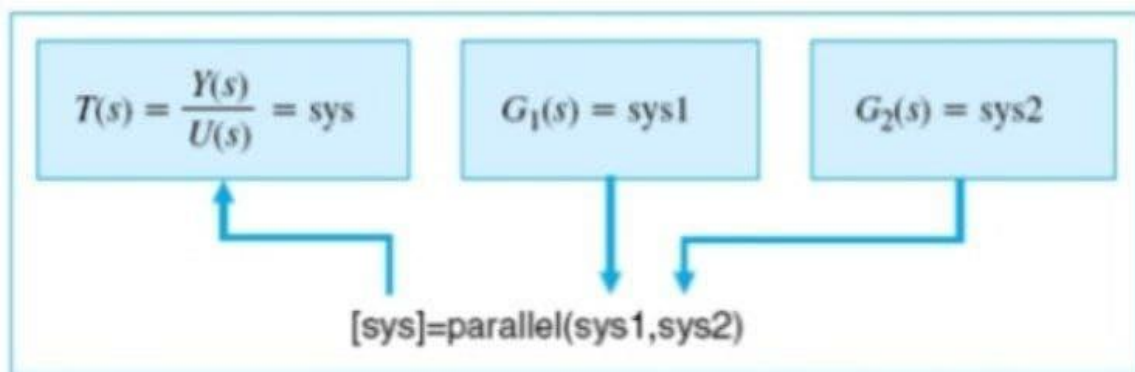 T(s) = Y(s)/U(s) = sys
G₁(s) = sys1
G₂(s) = sys2
[sys]=parallel(sys1,sys2)